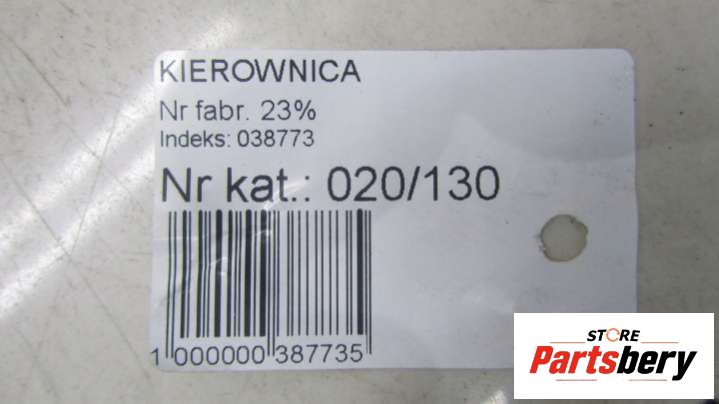 KIEROWNICA
Nr fabr. 23%
Indeks: 038773
Nr kat.: 020/130
1 000000 387735
STORE
Partsbery